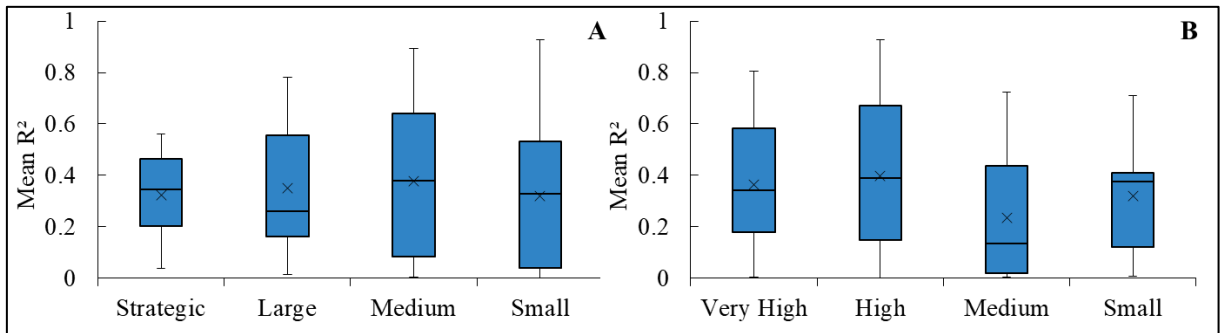 A
1
0.8
0.6
0.4
0.2
0
Mean R²
Strategic Large Medium Small
B
1
0.8
0.6
0.4
0.2
0
Mean R²
Very High High Medium Small